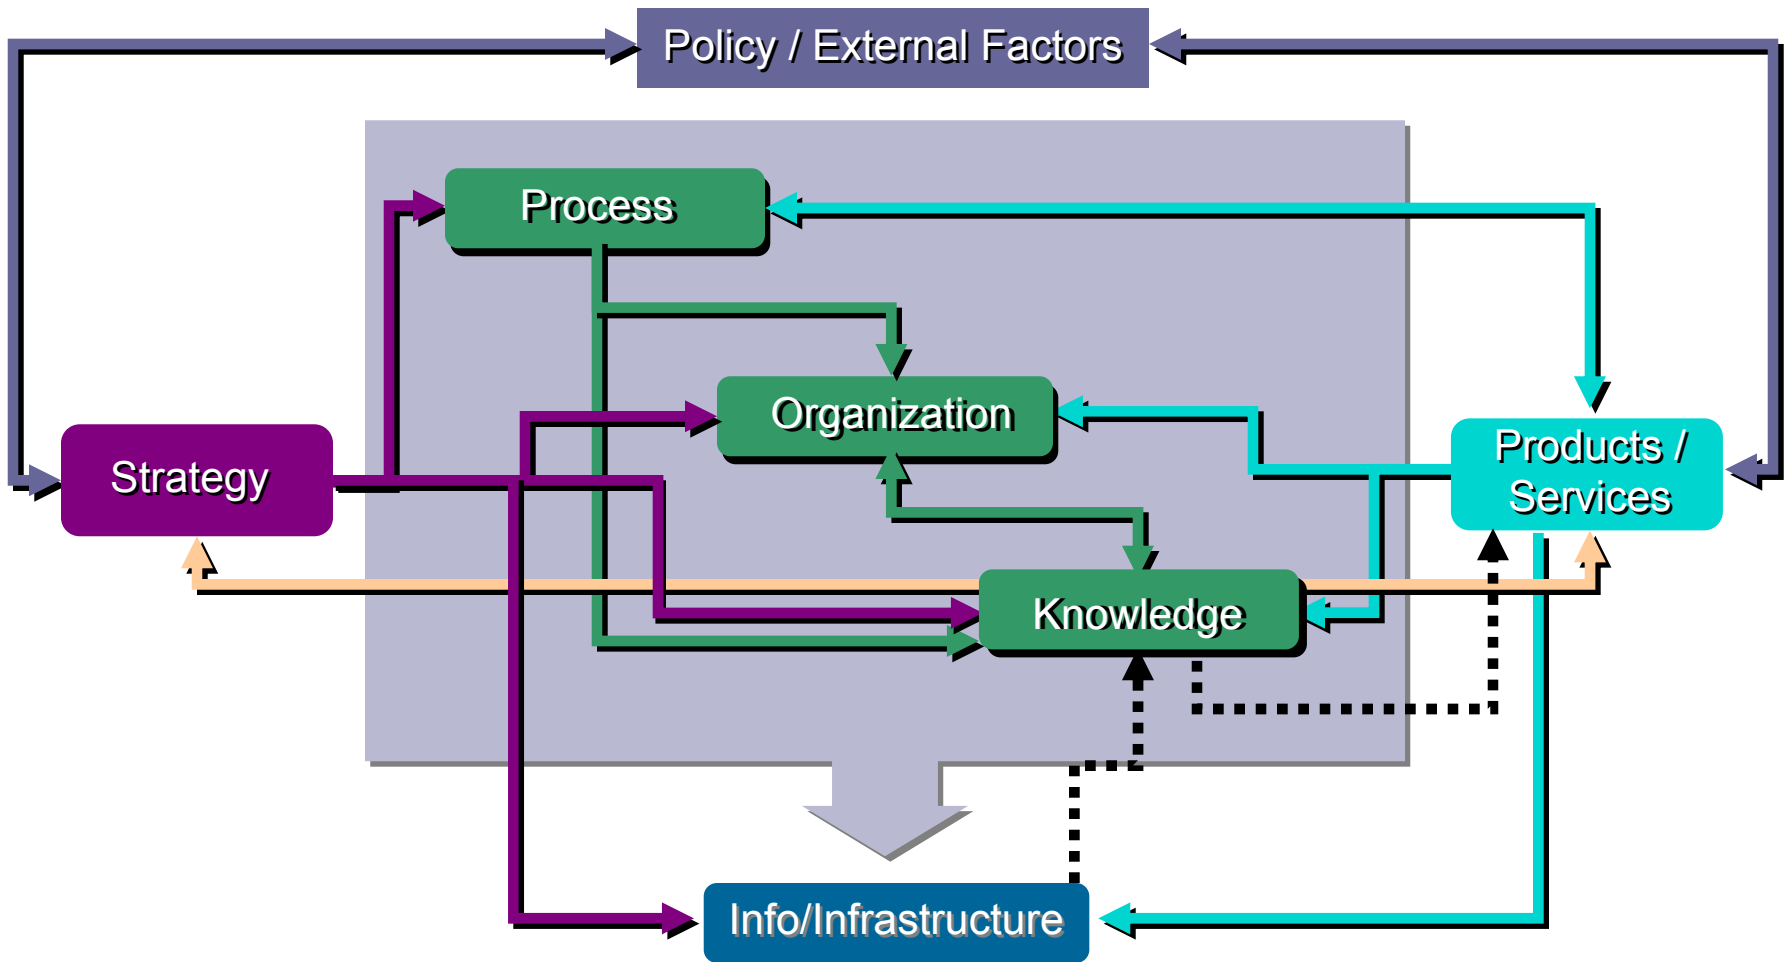 Policy / External Factors
Process
Organization
Strategy
Products /
Services
Knowledge
Info/Infrastructure